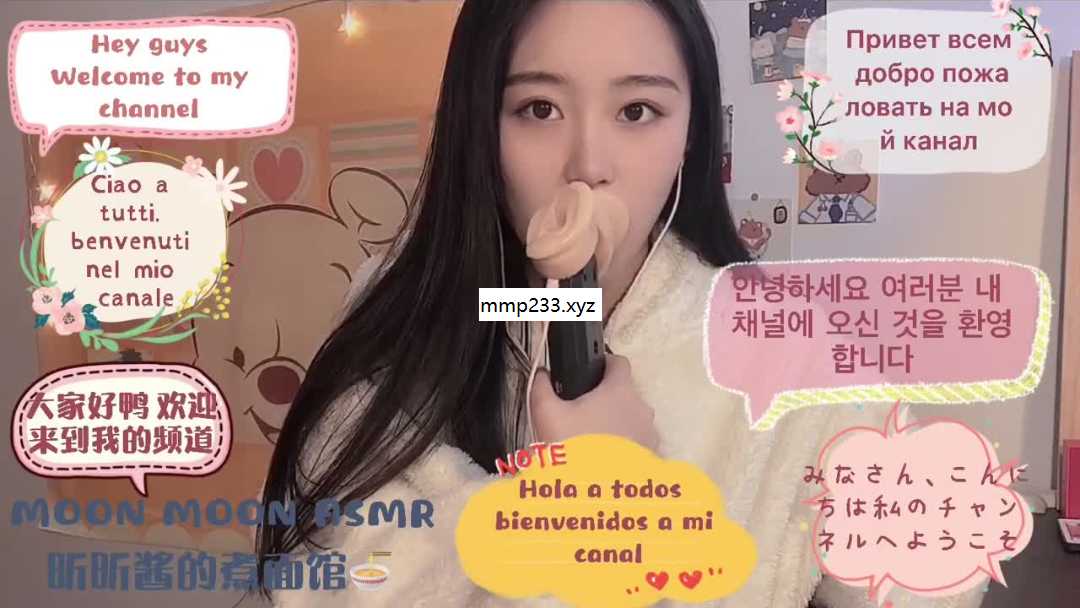 Hey guys
Welcome to my
channel
Привет всем
добро пожа
ловать на мо
й канал
Ciao a
tutti,
benvenuti
nel mio
canale
mmp233.xyz
안녕하세요 여러분 내
채널에 오신 것을 환영
합니다
大家好鸭 欢迎
来到我的频道
NOTE
Hola a todos
bienvenidos a mi
canal
みなさん、こんに
ちは私のチャン
ネルへようこそ
MOON MOON ASMR
昕昕酱的煮面馆